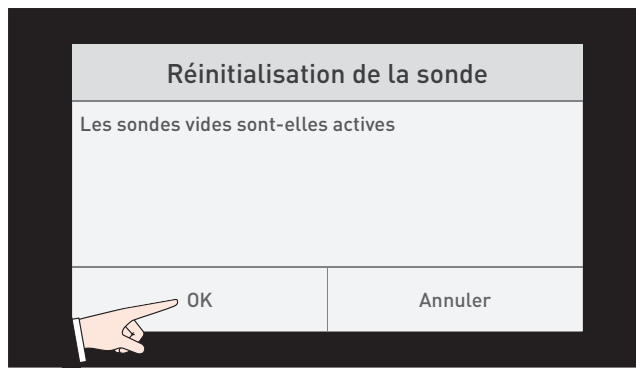 Réinitialisation de la sonde
Les sondes vides sont-elles actives
OK
Annuler